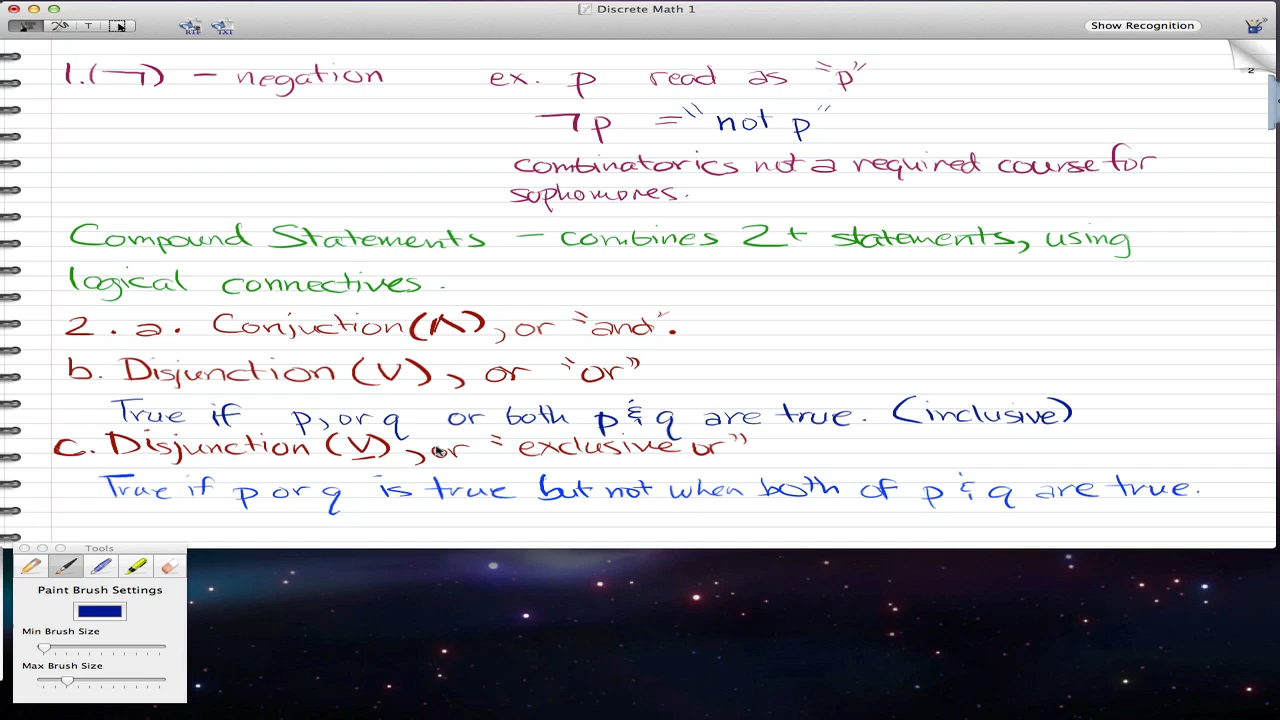 Discrete Math 1
T
RTF
TXT
Show Recognition
2
1.(¬) – negation ex. p read as "p"
¬p = "not p"
combinatorics not a required course for
sophomores.
Compound Statements – combines 2+ statements, using
logical connectives.
2. a. Conjuction (∧), or "and".
b. Disjunction (∨), or "or"
True if p, or q or both p & q are true. (inclusive)
c. Disjunction (⊻), or "exclusive or"
True if p or q is true but not when both of p & q are true.
Tools
Paint Brush Settings
Min Brush Size
Max Brush Size